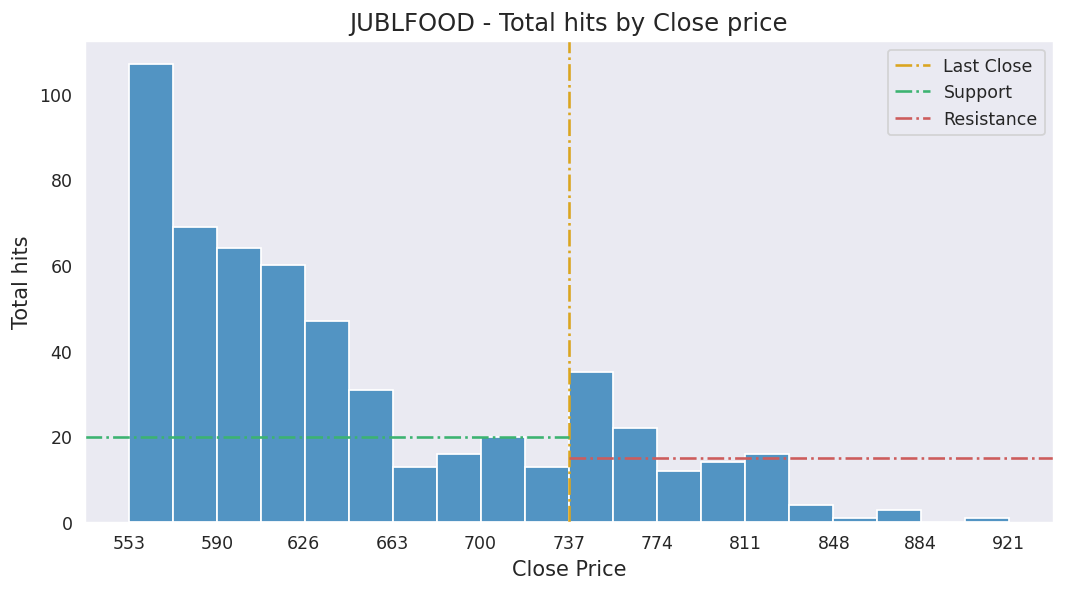 JUBLFOOD - Total hits by Close price
Last Close
Support
Resistance
Total hits
100
80
60
40
20
0
553 590 626 663 700 737 774 811 848 884 921
Close Price